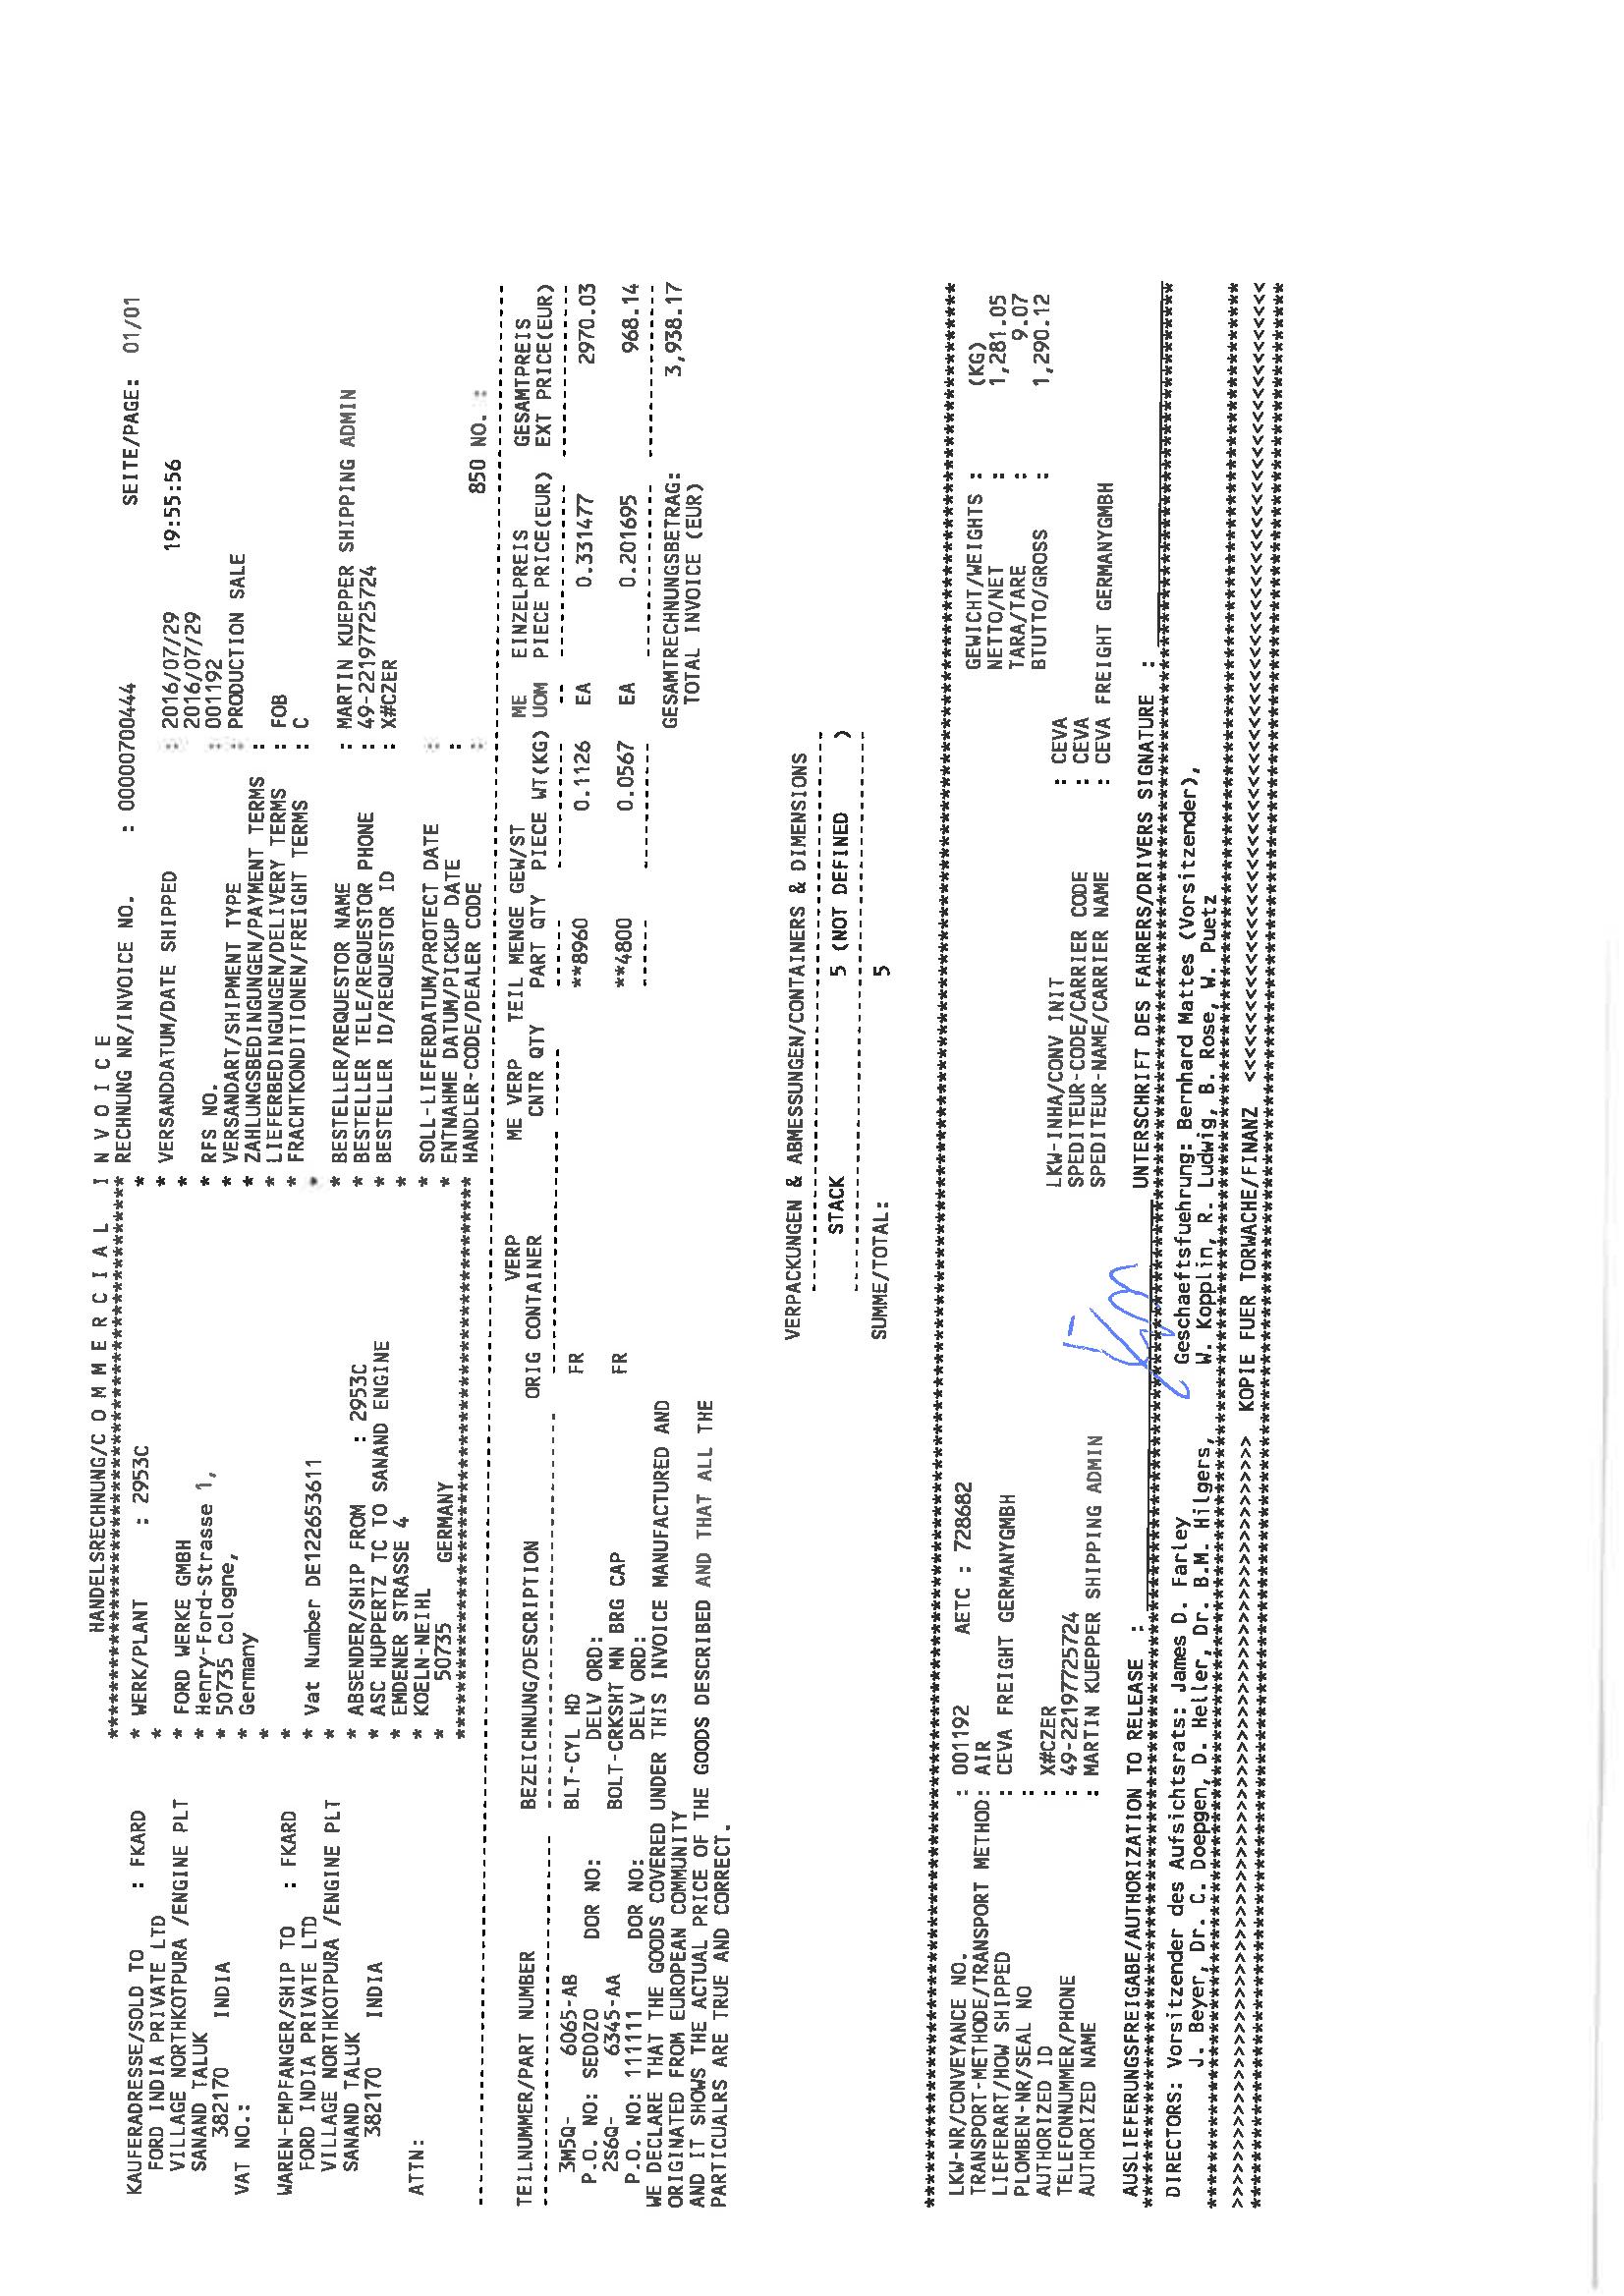 HANDELSRECHNUNG/C O M M E R C I A L   I N V O I C E
KAUFERADRESSE/SOLD TO : FKARD
FORD INDIA PRIVATE LTD
VILLAGE NORTHKOTPURA /ENGINE PLT
SANAND TALUK
382170 INDIA
VAT NO.:
WAREN-EMPFANGER/SHIP TO : FKARD
FORD INDIA PRIVATE LTD
VILLAGE NORTHKOTPURA /ENGINE PLT
SANAND TALUK
382170 INDIA
ATTN:
* WERK/PLANT : 2953C
* FORD WERKE GMBH
* Henry-Ford-Strasse 1,
* 50735 Cologne,
* Germany
* Vat Number DE122653611
* ABSENDER/SHIP FROM : 2953C
* ASC HUPPERTZ TC TO SANAND ENGINE
* EMDENER STRASSE 4
* KOELN-NEIHL
* 50735 GERMANY
RECHNUNG NR/INVOICE NO. : 00000700444 SEITE/PAGE: 01/01
VERSANDDATUM/DATE SHIPPED : 2016/07/29 19:55:56
2016/07/29
RFS NO. : 001192
VERSANDART/SHIPMENT TYPE : PRODUCTION SALE
ZAHLUNGSBEDINGUNGEN/PAYMENT TERMS :
LIEFERBEDINGUNGEN/DELIVERY TERMS : FOB
FRACHTKONDITIONEN/FREIGHT TERMS : C
BESTELLER/REQUESTOR NAME : MARTIN KUEPPER SHIPPING ADMIN
BESTELLER TELE/REQUESTOR PHONE : 49-22197725724
BESTELLER ID/REQUESTOR ID : X#CZER
SOLL-LIEFERDATUM/PROTECT DATE :
ENTNAHME DATUM/PICKUP DATE :
HANDLER-CODE/DEALER CODE : 850 NO. :
VERP ME VERP TEIL MENGE GEW/ST ME EINZELPREIS GESAMTPREIS
TEILNUMMER/PART NUMBER BEZEICHNUNG/DESCRIPTION ORIG CONTAINER CNTR QTY PART QTY PIECE WT(KG) UOM PIECE PRICE(EUR) EXT PRICE(EUR)
3M5Q- 6065-AB BLT-CYL HD FR **8960 0.1126 EA 0.331477 2970.03
P.O. NO: SEDOZO DOR NO: DELV ORD:
2S6Q- 6345-AA BOLT-CRKSHT MN BRG CAP FR **4800 0.0567 EA 0.201695 968.14
P.O. NO: 111111 DOR NO: DELV ORD:
WE DECLARE THAT THE GOODS COVERED UNDER THIS INVOICE MANUFACTURED AND
ORIGINATED FROM EUROPEAN COMMUNITY
AND IT SHOWS THE ACTUAL PRICE OF THE GOODS DESCRIBED AND THAT ALL THE
PARTICUALRS ARE TRUE AND CORRECT.
GESAMTRECHNUNGSBETRAG: 3,938.17
TOTAL INVOICE (EUR)
VERPACKUNGEN & ABMESSUNGEN/CONTAINERS & DIMENSIONS
STACK 5 (NOT DEFINED )
SUMME/TOTAL: 5
LKW-NR/CONVEYANCE NO. : 001192 AETC : 728682
TRANSPORT-METHODE/TRANSPORT METHOD: AIR
LIEFERART/HOW SHIPPED : CEVA FREIGHT GERMANYGMBH
PLOMBEN-NR/SEAL NO :
AUTHORIZED ID : X#CZER
TELEFONNUMMER/PHONE : 49-22197725724
AUTHORIZED NAME : MARTIN KUEPPER SHIPPING ADMIN
GEWICHT/WEIGHTS : (KG)
NETTO/NET : 1,281.05
TARA/TARE : 9.07
BTUTTO/GROSS : 1,290.12
LKW-INHA/CONV INIT : CEVA
SPEDITEUR-CODE/CARRIER CODE : CEVA
SPEDITEUR-NAME/CARRIER NAME : CEVA FREIGHT GERMANYGMBH
AUSLIEFERUNGSFREIGABE/AUTHORIZATION TO RELEASE : UNTERSCHRIFT DES FAHRERS/DRIVERS SIGNATURE :
DIRECTORS: Vorsitzender des Aufsichtsrats: James D. Farley Geschaeftsfuehrung: Bernhard Mattes (Vorsitzender),
J. Beyer, Dr. C. Doepgen, D. Heller, Dr. B.M. Hilgers, W. Kopplin, R. Ludwig, B. Rose, W. Puetz
>>>>>>>>>>>>>>>>>>>>>>>> KOPIE FUER TORWACHE/FINANZ <<<<<<<<<<<<<<<<<<<<<<<<